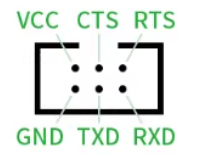 VCC CTS RTS
GND TXD RXD